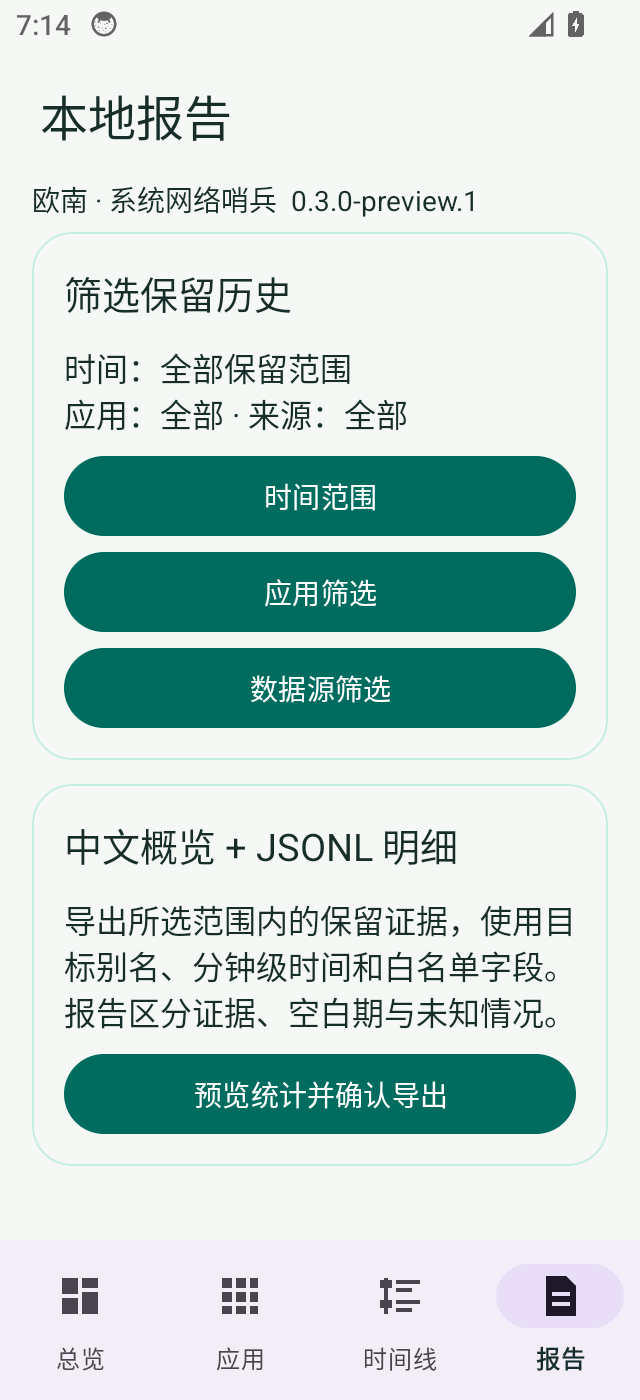 7:14
本地报告
欧南 · 系统网络哨兵 0.3.0-preview.1
筛选保留历史
时间：全部保留范围
应用：全部 · 来源：全部
时间范围
应用筛选
数据源筛选
中文概览 + JSONL 明细
导出所选范围内的保留证据，使用目
标别名、分钟级时间和白名单字段。
报告区分证据、空白期与未知情况。
预览统计并确认导出
总览
应用
时间线
报告